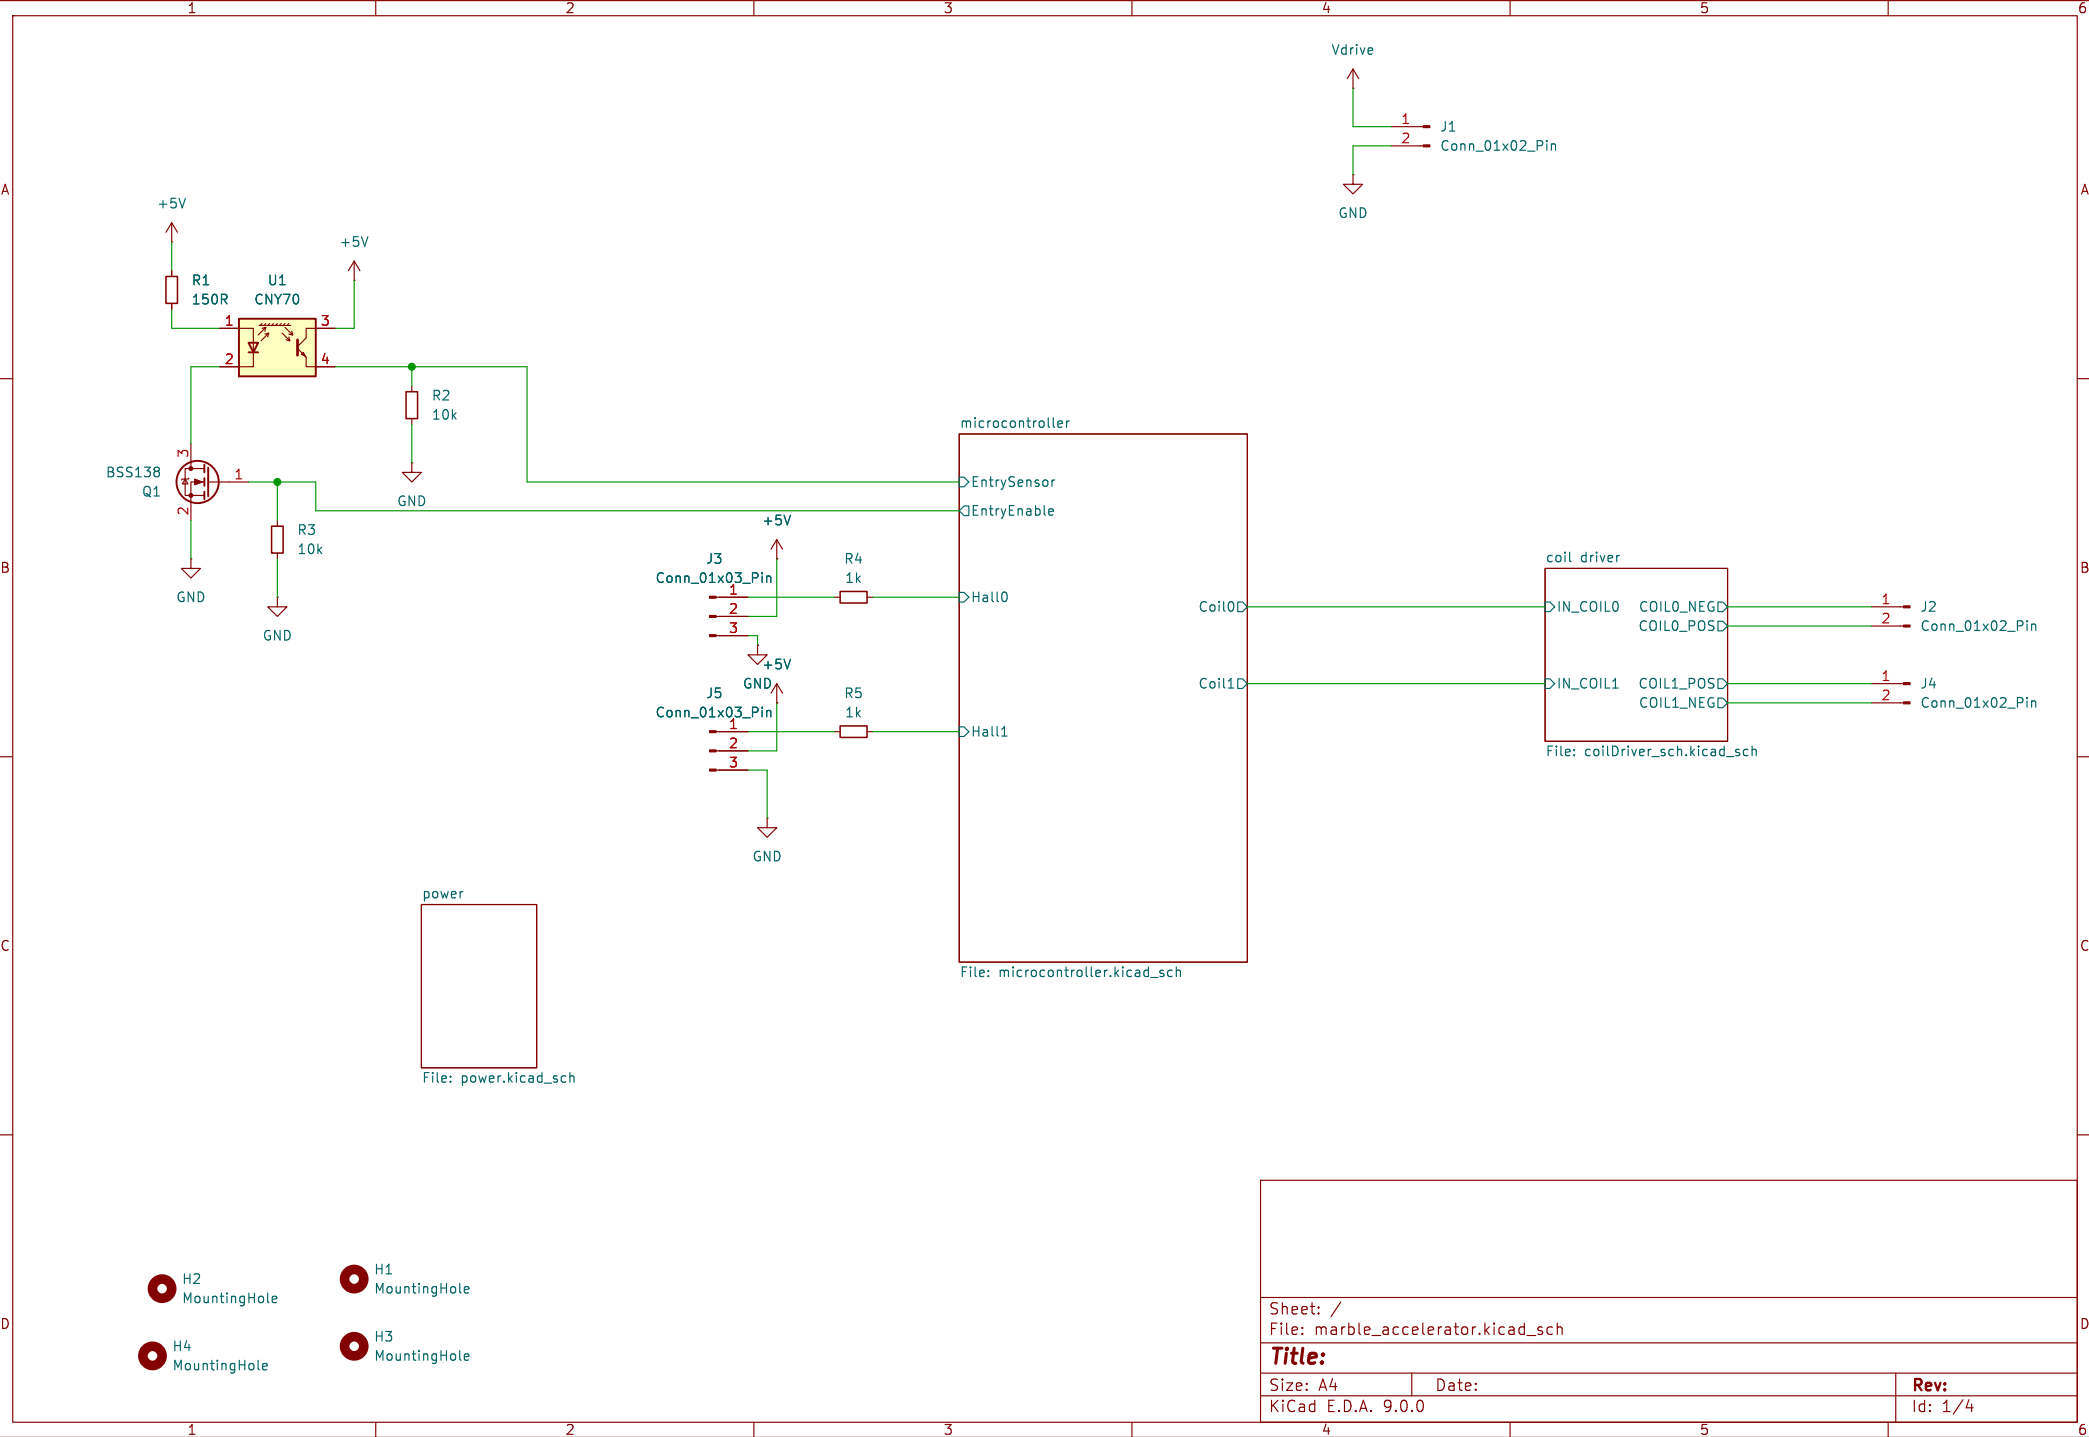 1 2 3 4 5 6
Vdrive
1 J1
2 Conn_01x02_Pin
GND
A A
+5V
+5V
R1
150R
U1
CNY70
1 3
2 4
R2
10k
GND
BSS138
Q1
3
1
2
GND
R3
10k
GND
microcontroller
EntrySensor
EntryEnable
Hall0
Hall1
Coil0
Coil1
File: microcontroller.kicad_sch
+5V
J3
Conn_01x03_Pin
1
2
3
R4
1k
GND
+5V
J5
Conn_01x03_Pin
1
2
3
R5
1k
GND
B B
coil driver
IN_COIL0 COIL0_NEG
COIL0_POS
IN_COIL1 COIL1_POS
COIL1_NEG
File: coilDriver_sch.kicad_sch
1 J2
2 Conn_01x02_Pin
1 J4
2 Conn_01x02_Pin
power
File: power.kicad_sch
C C
H2
MountingHole
H1
MountingHole
H4
MountingHole
H3
MountingHole
D D
Sheet: /
File: marble_accelerator.kicad_sch
Title:
Size: A4 Date: Rev:
KiCad E.D.A. 9.0.0 Id: 1/4
1 2 3 4 5 6